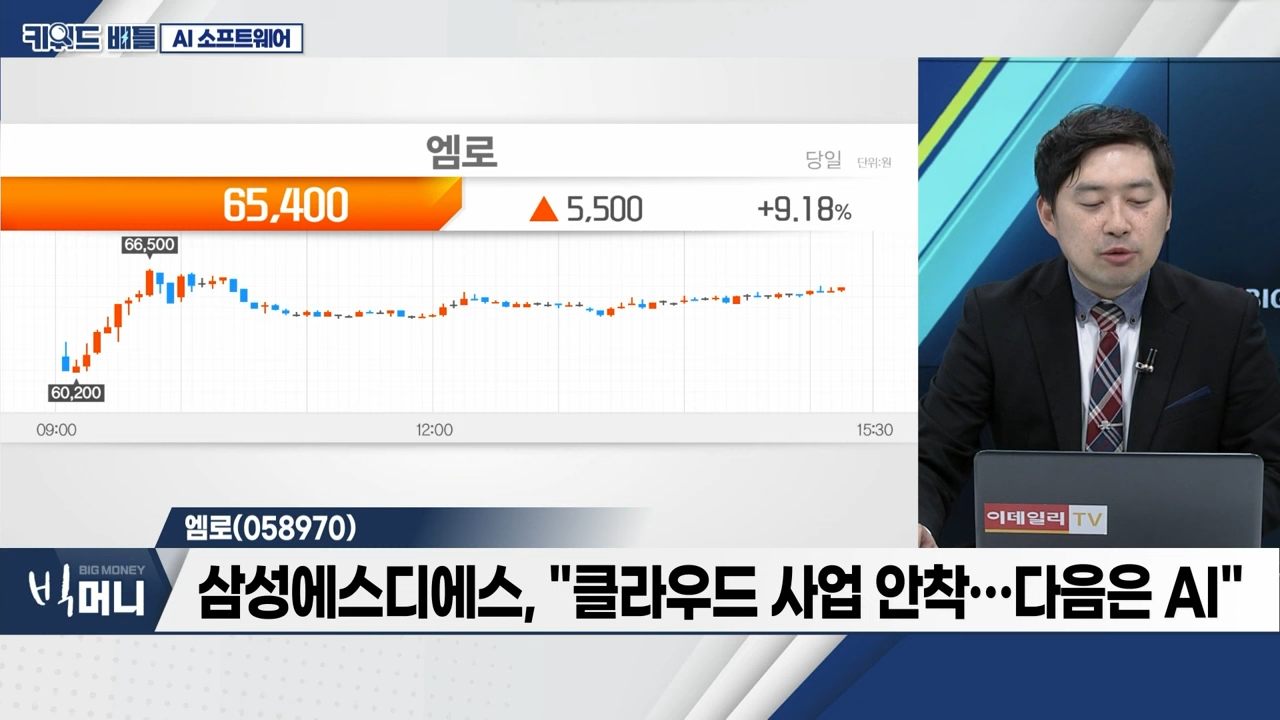 키워드 배틀
AI 소프트웨어
엠로
당일 단위:원
65,400 ▲ 5,500 +9.18%
66,500
60,200
09:00 12:00 15:30
엠로(058970)
BIG MONEY
빅머니
삼성에스디에스, "클라우드 사업 안착…다음은 AI"
이데일리 TV